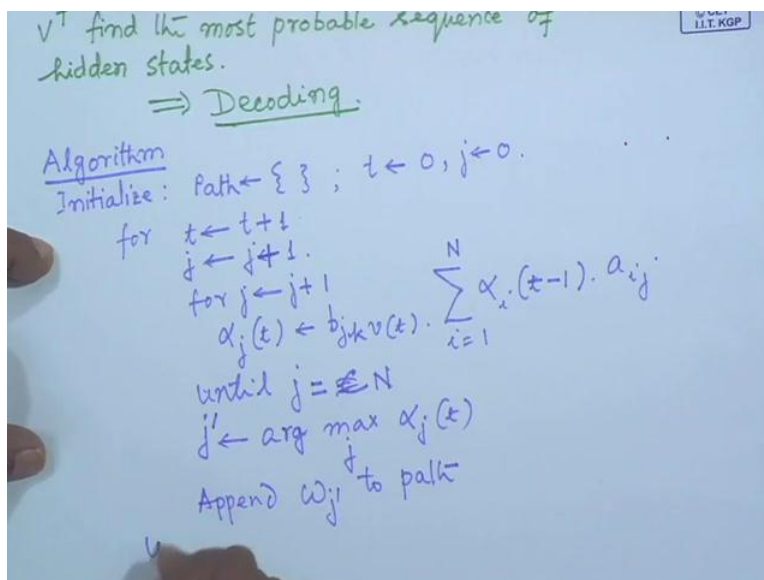 V^T find the most probable sequence of
I.I.T. KGP
hidden states.
⇒ Decoding.
Algorithm
Initialize : Path ← { } ; t ← 0, j ← 0.
for t ← t+1
j ← j+1.
for j ← j+1
α_j(t) ← b_jk v(t) . Σ_{i=1}^{N} α_i(t-1) . a_ij
until j = N
j' ← arg max_j α_j(t)
Append ω_j' to path